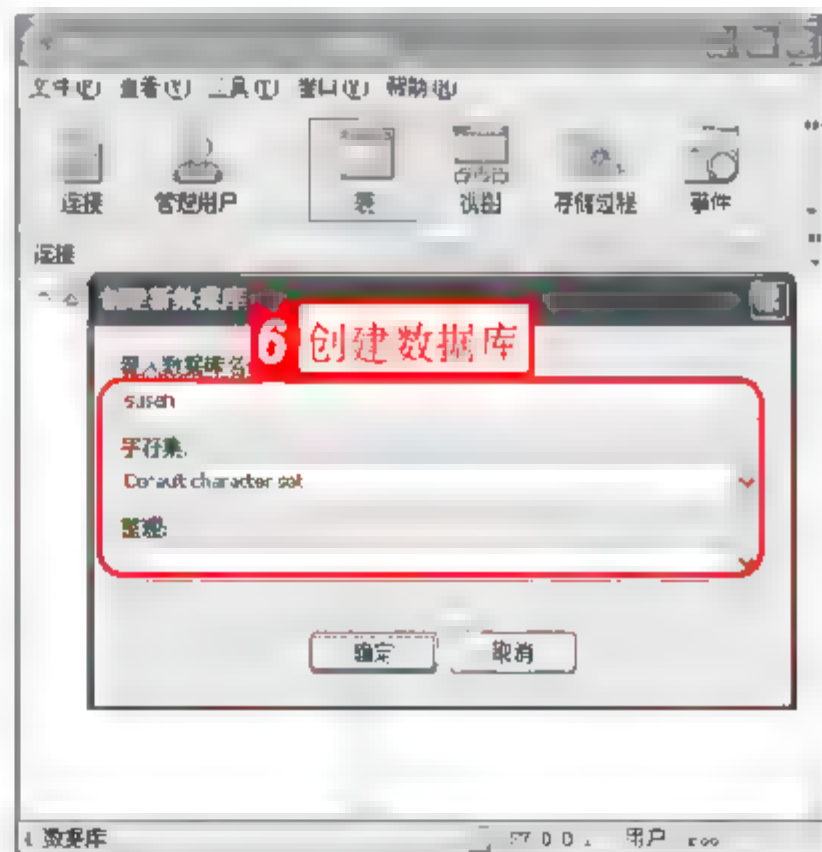 文件(F) 查看(V) 工具(T) 窗口(W) 帮助(H)
连接 管理用户 表 视图 存储过程 事件
连接
创建新数据库
6 创建数据库
键入数据库名
字符集:
Default character set
整理:
确定 取消
数据库 用户